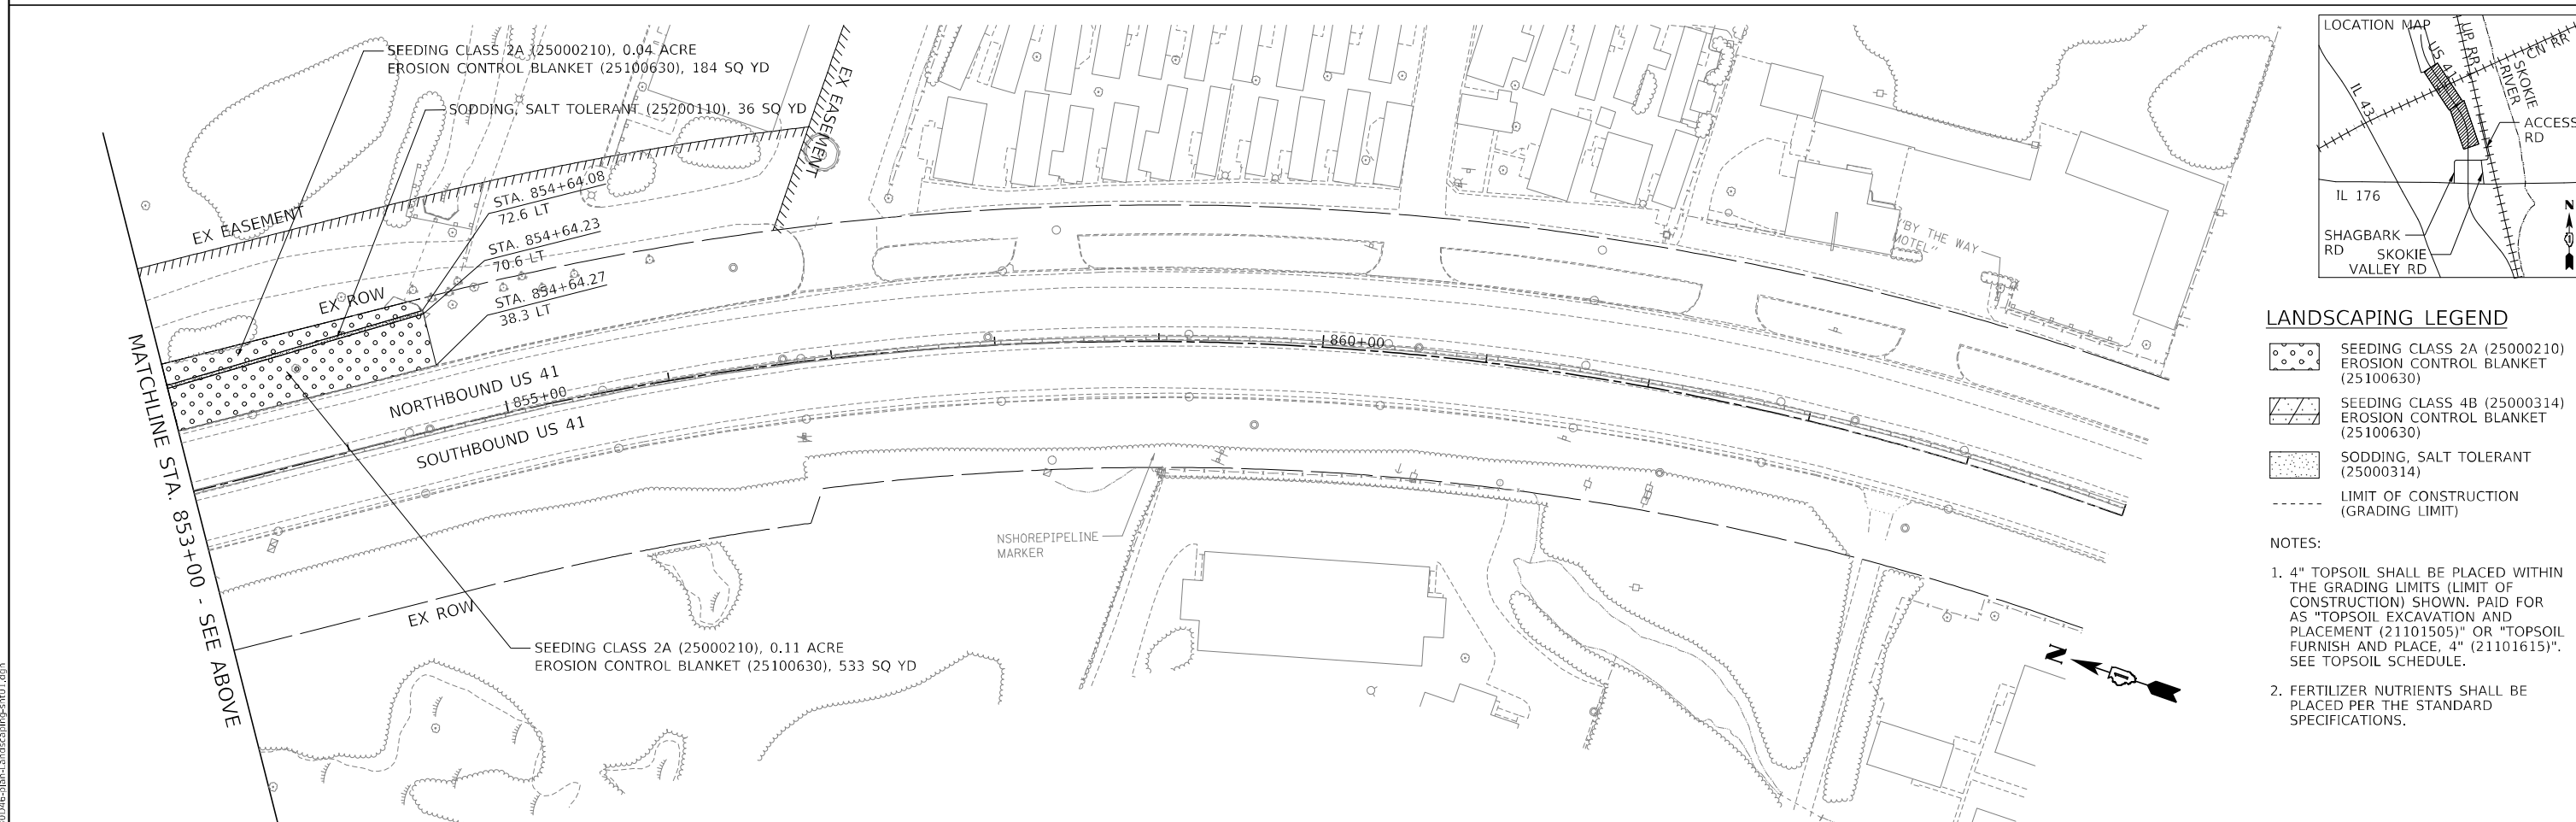 SEEDING CLASS 2A (25000210), 0.04 ACRE
EROSION CONTROL BLANKET (25100630), 184 SQ YD
SODDING, SALT TOLERANT (25200110), 36 SQ YD
EX EASEMENT
EX EASEMENT
STA. 854+64.08
72.6 LT
STA. 854+64.23
70.6 LT
STA. 854+64.27
38.3 LT
EX ROW
MATCHLINE STA. 853+00 - SEE ABOVE
NORTHBOUND US 41
855+00
SOUTHBOUND US 41
860+00
"BY THE WAY
MOTEL"
NSHOREPIPELINE
MARKER
EX ROW
SEEDING CLASS 2A (25000210), 0.11 ACRE
EROSION CONTROL BLANKET (25100630), 533 SQ YD
N
LOCATION MAP
US 41
UP RR
CN RR
SKOKIE
RIVER
IL 43
ACCESS
RD
IL 176
N
SHAGBARK
RD
SKOKIE
VALLEY RD
LANDSCAPING LEGEND
SEEDING CLASS 2A (25000210)
EROSION CONTROL BLANKET
(25100630)
SEEDING CLASS 4B (25000314)
EROSION CONTROL BLANKET
(25100630)
SODDING, SALT TOLERANT
(25000314)
LIMIT OF CONSTRUCTION
(GRADING LIMIT)
NOTES:
1. 4" TOPSOIL SHALL BE PLACED WITHIN
THE GRADING LIMITS (LIMIT OF
CONSTRUCTION) SHOWN. PAID FOR
AS "TOPSOIL EXCAVATION AND
PLACEMENT (21101505)" OR "TOPSOIL
FURNISH AND PLACE, 4" (21101615)".
SEE TOPSOIL SCHEDULE.
2. FERTILIZER NUTRIENTS SHALL BE
PLACED PER THE STANDARD
SPECIFICATIONS.